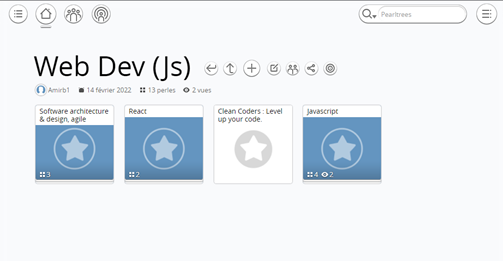 Pearltrees
Web Dev (Js)
Amirb1 14 février 2022 13 perles 2 vues
Software architecture & design, agile
React
Clean Coders : Level up your code.
Javascript
3
2
4 2